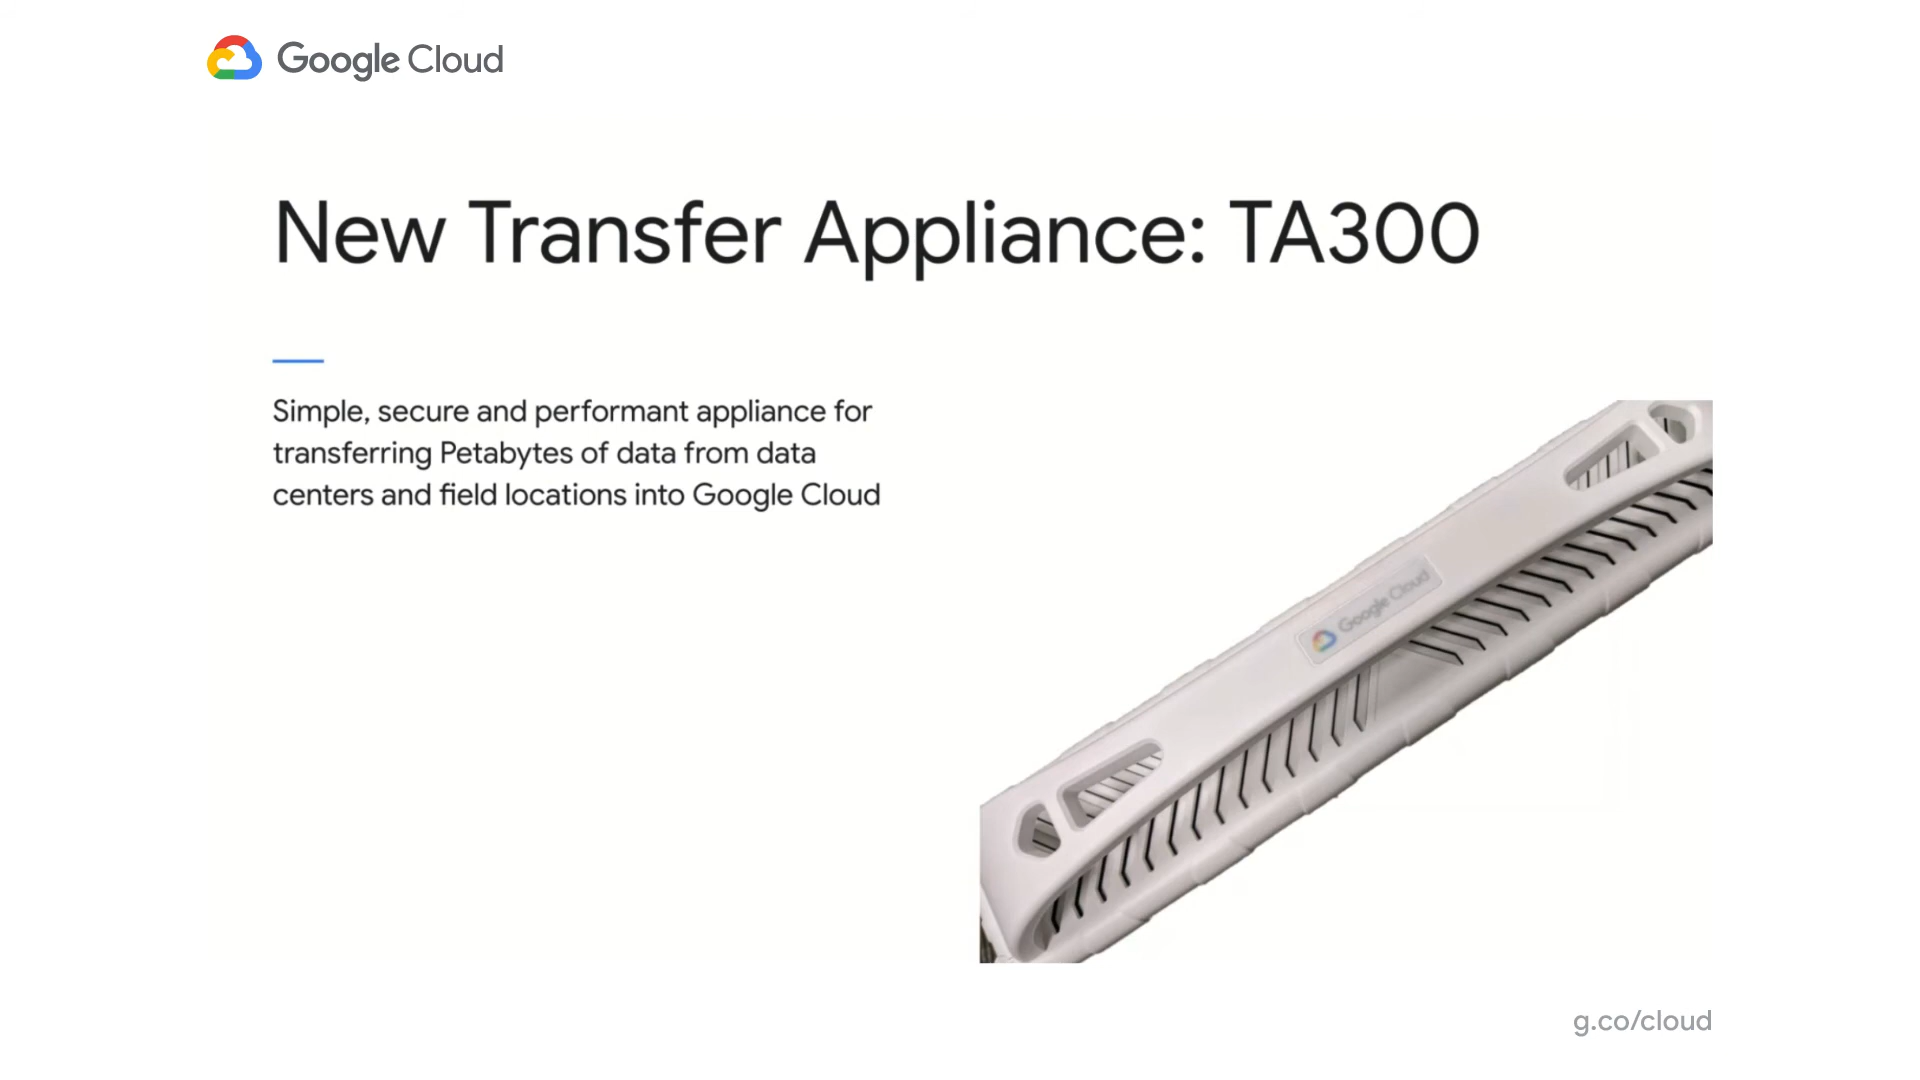 Google Cloud
New Transfer Appliance: TA300
Simple, secure and performant appliance for
transferring Petabytes of data from data
centers and field locations into Google Cloud
Google Cloud
g.co/cloud